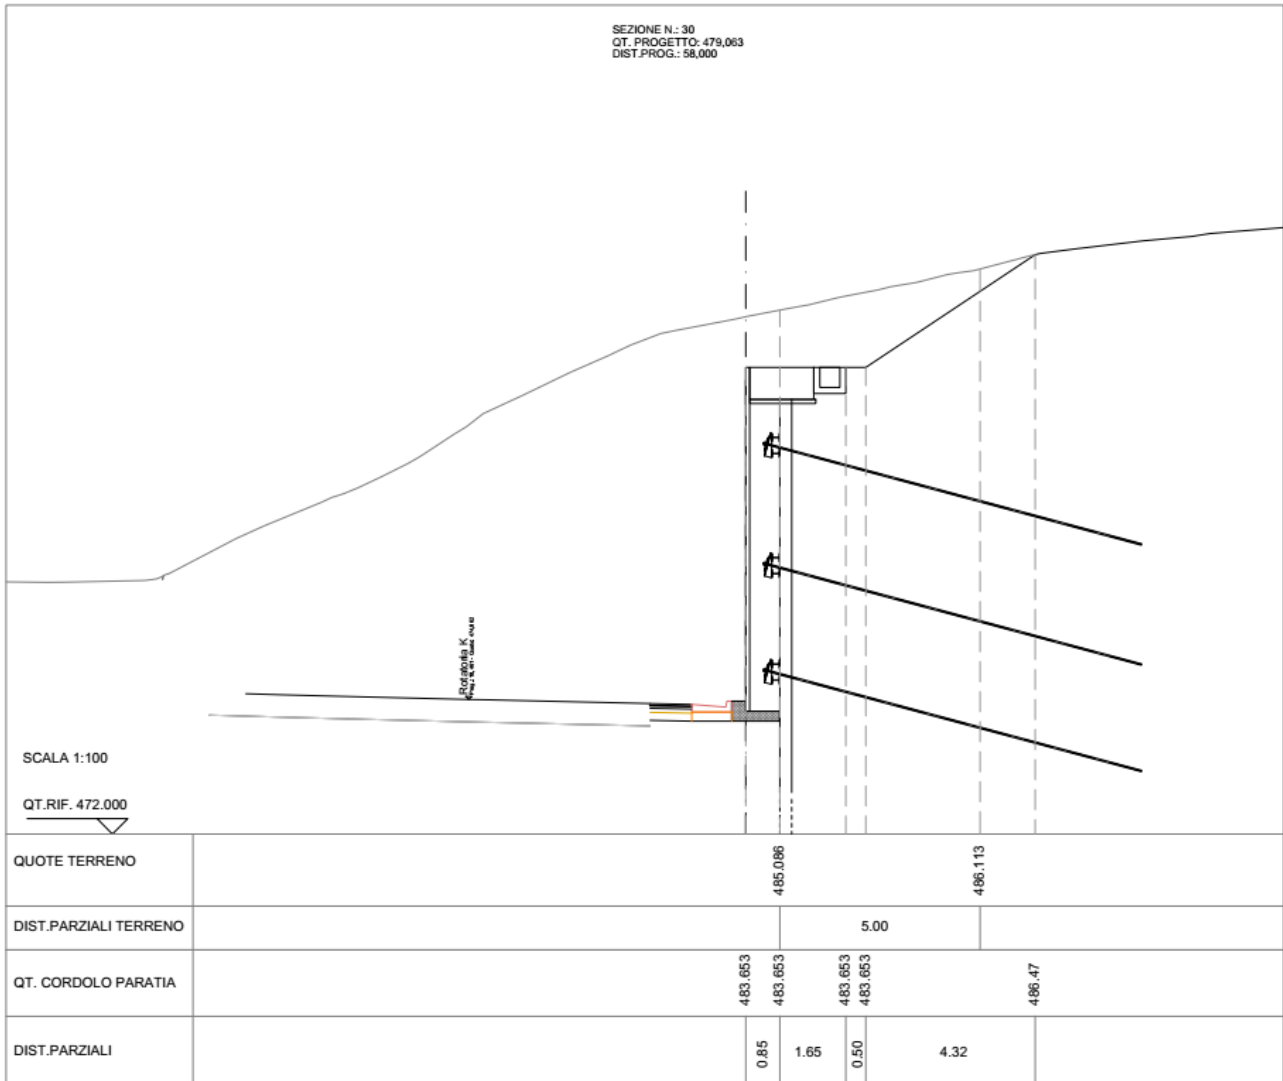 SEZIONE N.: 30
QT. PROGETTO: 479,063
DIST.PROG.: 58,000
Rotatoria K
SCALA 1:100
QT.RIF. 472.000
QUOTE TERRENO
485.086
486.113
DIST.PARZIALI TERRENO
5.00
QT. CORDOLO PARATIA
483.653
483.653
483.653
483.653
486.47
DIST.PARZIALI
0.85
1.65
0.50
4.32